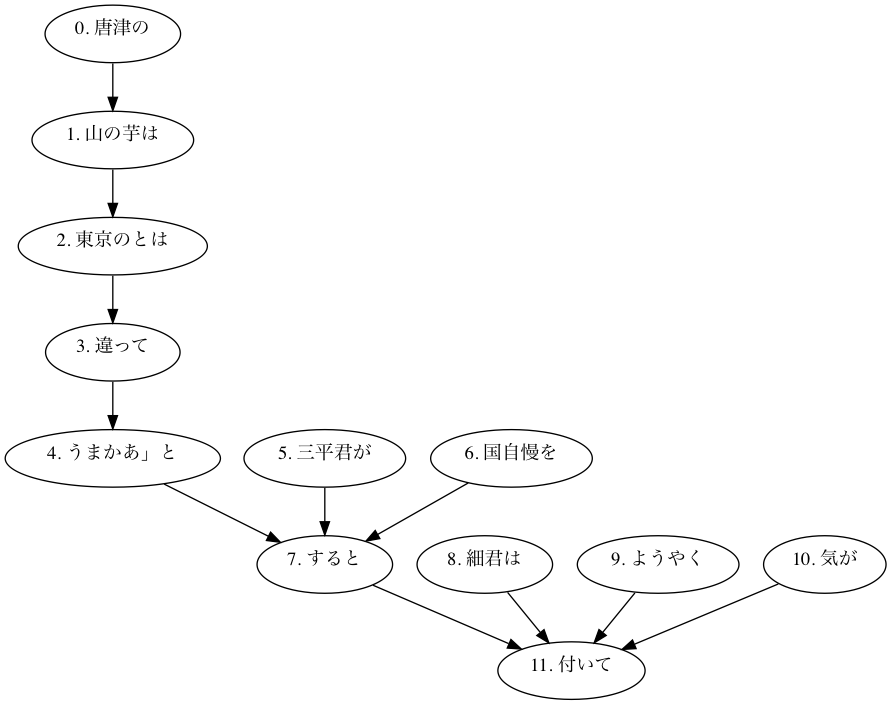 0. 唐津の
1. 山の芋は
2. 東京のとは
3. 違って
4. うまかあ」と
5. 三平君が
6. 国自慢を
7. すると
8. 細君は
9. ようやく
10. 気が
11. 付いて